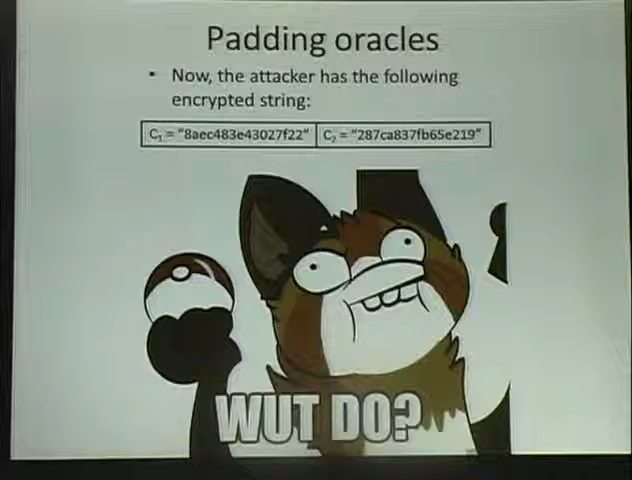 Padding oracles
• Now, the attacker has the following
encrypted string:
C₁ = "8aec483e43027f22" C₂ = "287ca837fb65e219"
WUT DO?